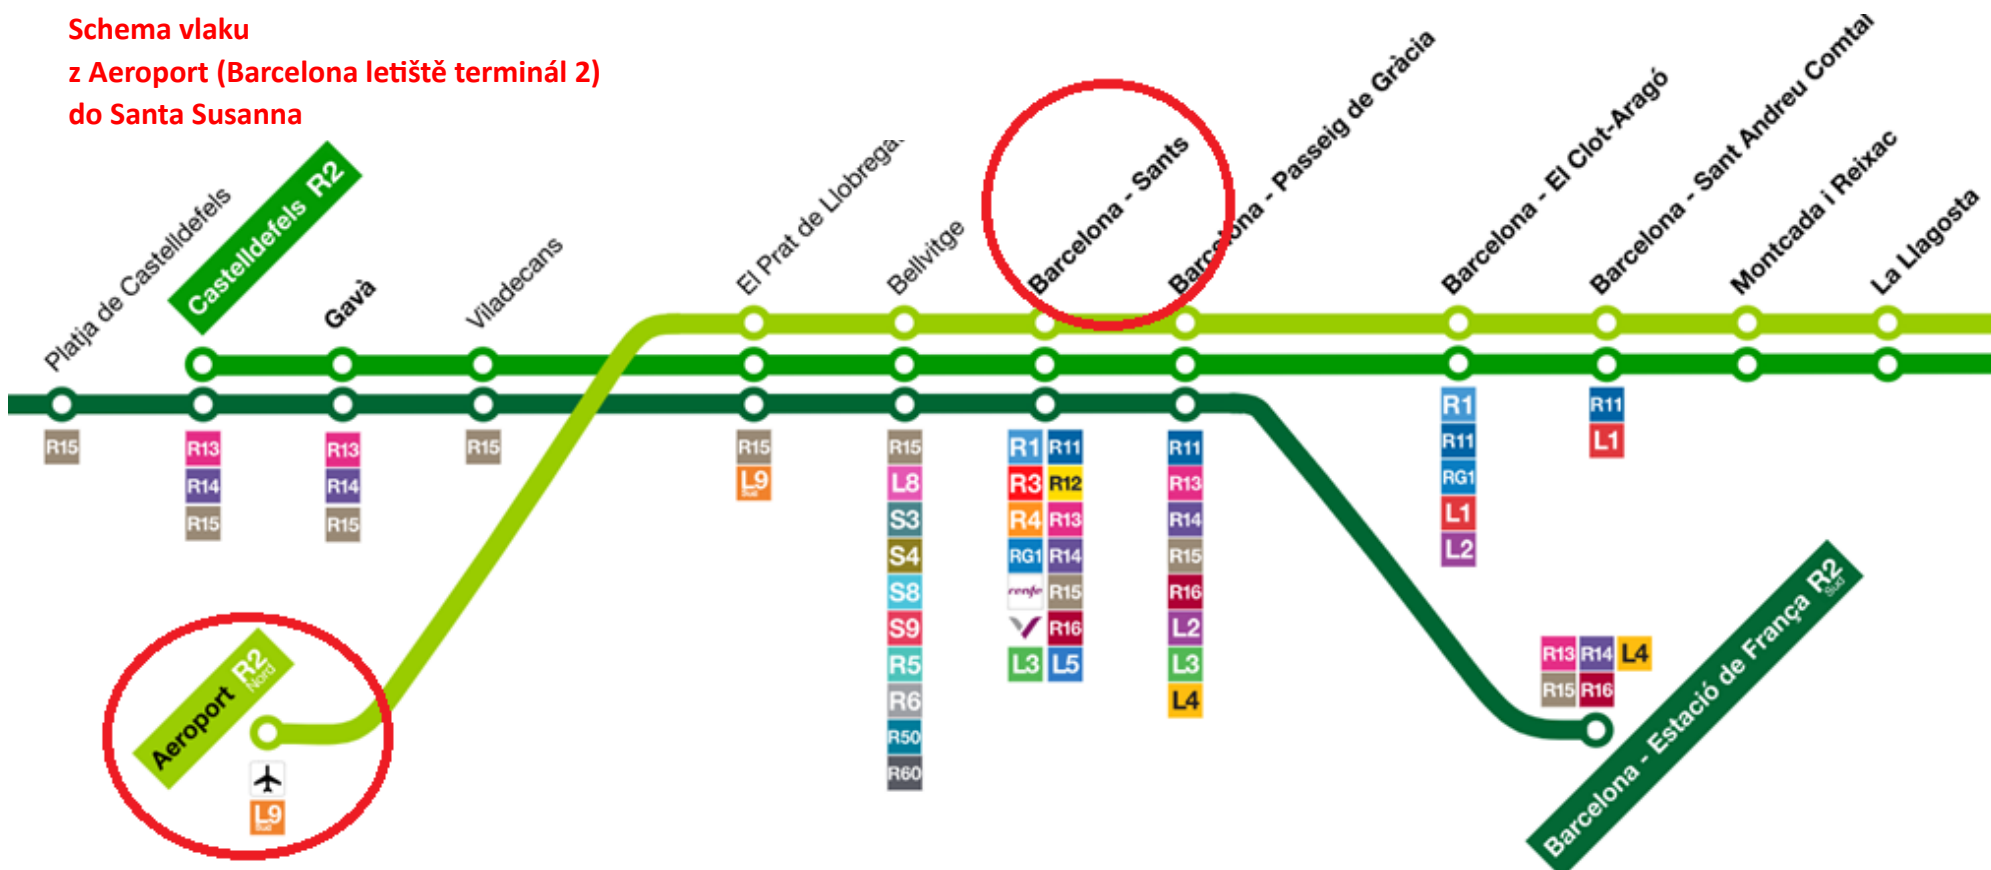 Schema vlaku
z Aeroport (Barcelona letiště terminál 2)
do Santa Susanna
Platja de Castelldefels
Castelldefels R2
Gavà
Viladecans
El Prat de Llobregat
Bellvitge
Barcelona - Sants
Barcelona - Passeig de Gràcia
Barcelona - El Clot-Aragó
Barcelona - Sant Andreu Comtal
Montcada i Reixac
La Llagosta
R15
R13
R14
R15
R13
R14
R15
R15
R15
L9 Sud
R15
L8
S3
S4
S8
S9
R5
R6
R50
R60
R1 R11
R3 R12
R4 R13
RG1 R14
renfe R15
R16
L3 L5
R11
R13
R14
R15
R16
L2
L3
L4
R1
R11
RG1
L1
L2
R11
L1
Aeroport R2 Nord
L9 Sud
R13 R14 L4
R15 R16
Barcelona - Estació de França R2 Sud